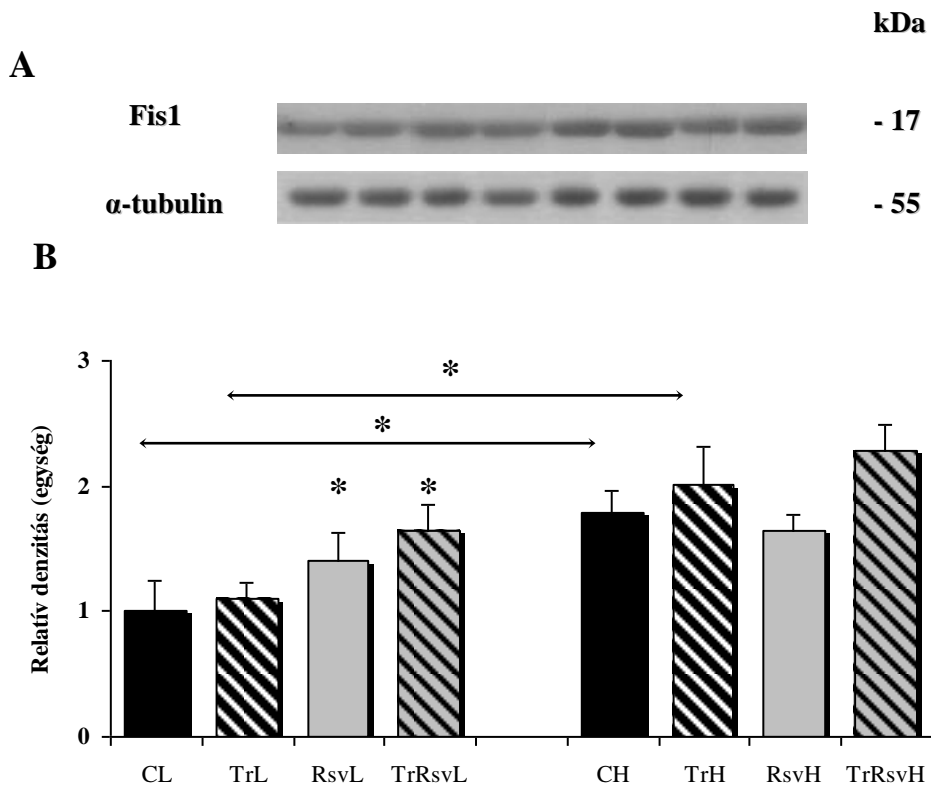 kDa
A
Fis1 - 17
α-tubulin - 55
B
Relatív denzitás (egység)
3
2
1
0
*
*
* *
CL TrL RsvL TrRsvL CH TrH RsvH TrRsvH